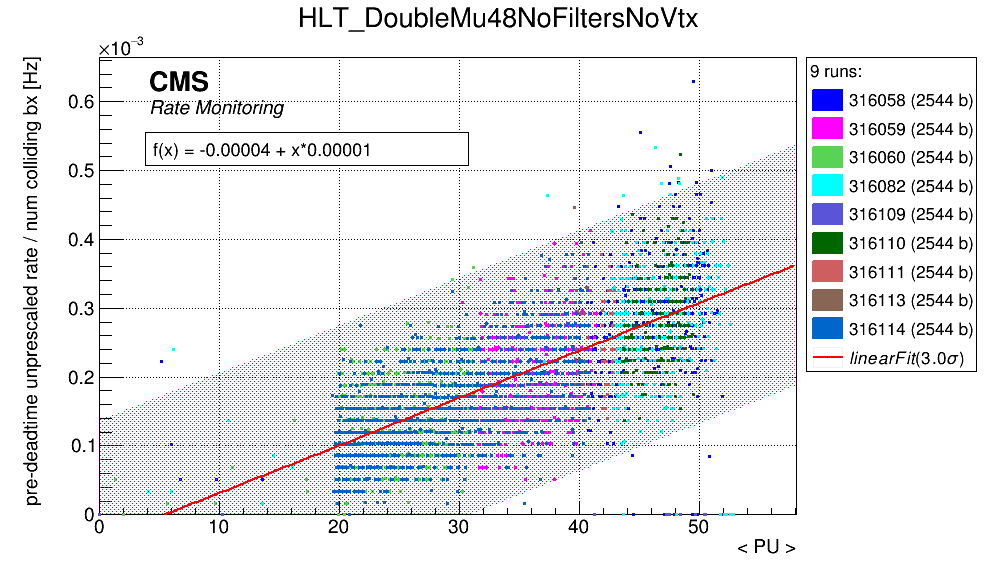 HLT_DoubleMu48NoFiltersNoVtx
×10⁻³
pre-deadtime unprescaled rate / num colliding bx [Hz]
CMS
Rate Monitoring
f(x) = -0.00004 + x*0.00001
0.6
0.5
0.4
0.3
0.2
0.1
0
0 10 20 30 40 50
< PU >
9 runs:
316058 (2544 b)
316059 (2544 b)
316060 (2544 b)
316082 (2544 b)
316109 (2544 b)
316110 (2544 b)
316111 (2544 b)
316113 (2544 b)
316114 (2544 b)
linearFit(3.0σ)